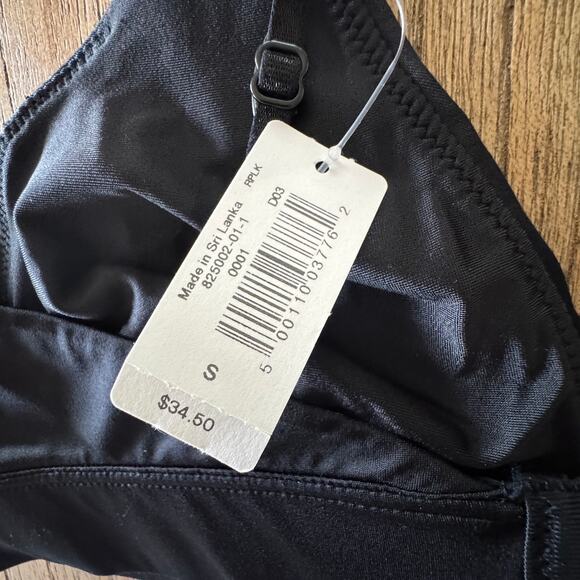 RPLK
Made in Sri Lanka
825002-01-1
0001
D03
5 00110 03776 2
S
$34.50